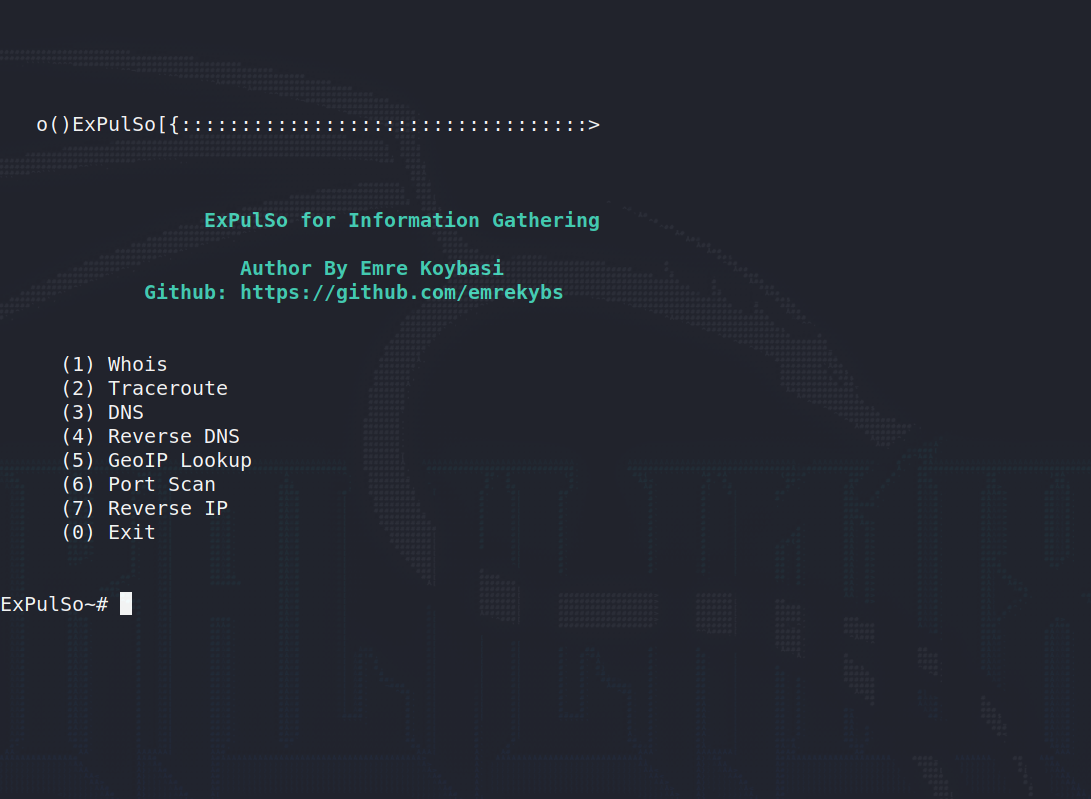 o()ExPulSo[{::::::::::::::::::::::::::::::::::>
ExPulSo for Information Gathering
Author By Emre Koybasi
Github: https://github.com/emrekybs
(1) Whois
(2) Traceroute
(3) DNS
(4) Reverse DNS
(5) GeoIP Lookup
(6) Port Scan
(7) Reverse IP
(0) Exit
ExPulSo~#